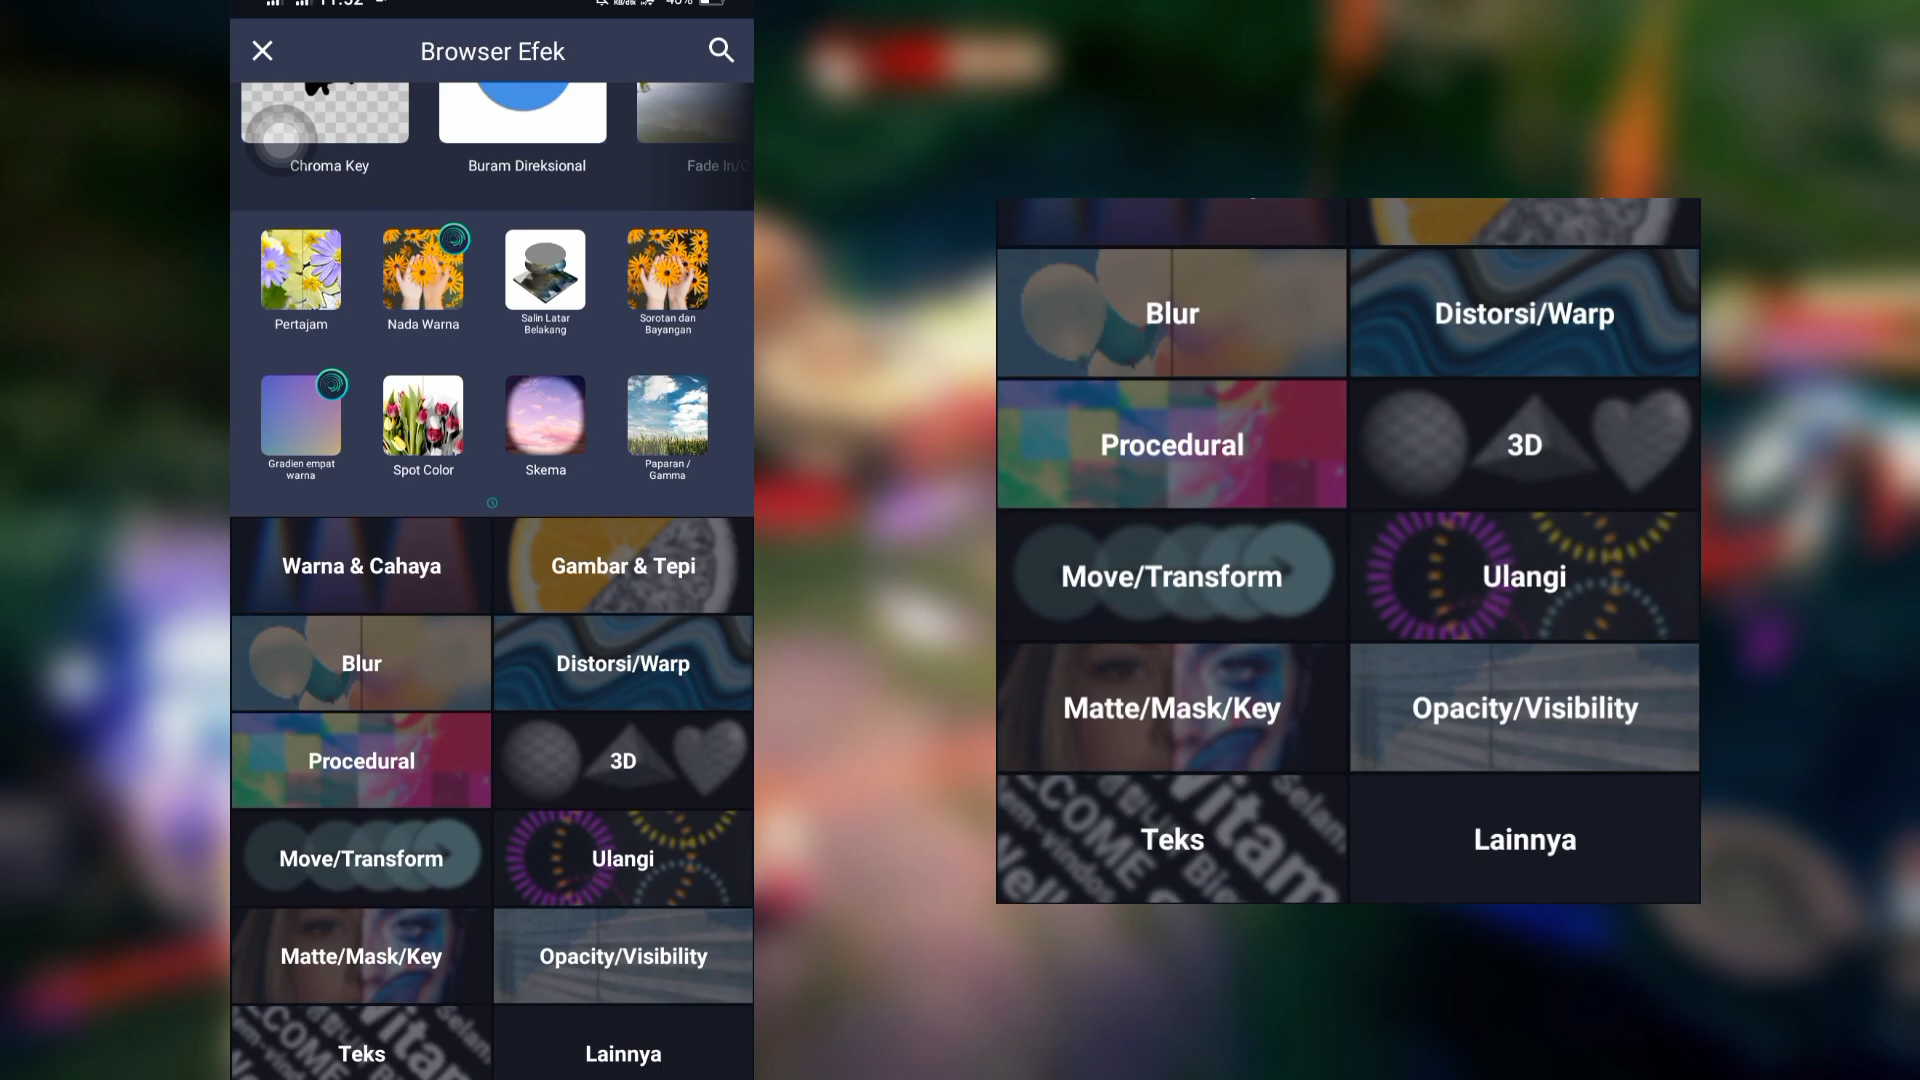 Browser Efek
Chroma Key
Buram Direksional
Fade In/O
Pertajam
Nada Warna
Salin Latar
Belakang
Sorotan dan
Bayangan
Gradien empat
warna
Spot Color
Skema
Paparan /
Gamma
Warna & Cahaya
Gambar & Tepi
Blur
Distorsi/Warp
Procedural
3D
Move/Transform
Ulangi
Matte/Mask/Key
Opacity/Visibility
Teks
Lainnya
Blur
Distorsi/Warp
Procedural
3D
Move/Transform
Ulangi
Matte/Mask/Key
Opacity/Visibility
Teks
Lainnya